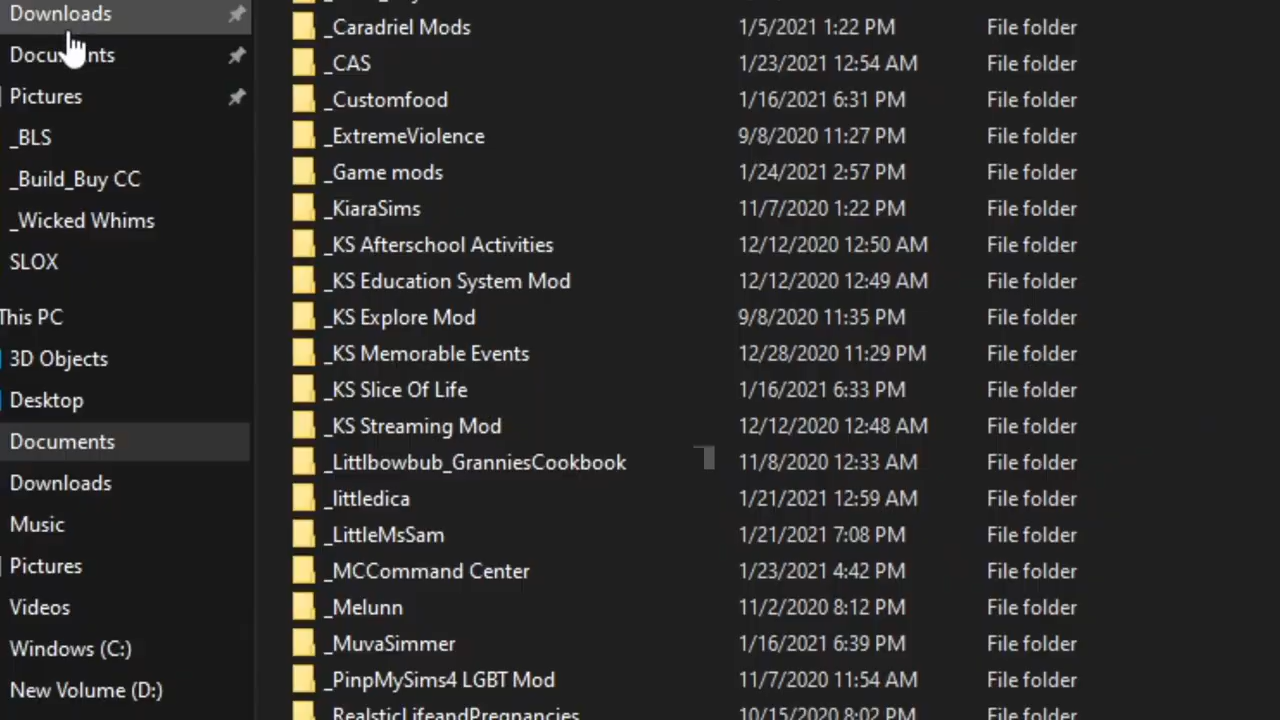 Downloads
Documents
Pictures
_BLS
_Build_Buy CC
_Wicked Whims
SLOX
This PC
3D Objects
Desktop
Documents
Downloads
Music
Pictures
Videos
Windows (C:)
New Volume (D:)
_Caradriel Mods 1/5/2021 1:22 PM File folder
_CAS 1/23/2021 12:54 AM File folder
_Customfood 1/16/2021 6:31 PM File folder
_ExtremeViolence 9/8/2020 11:27 PM File folder
_Game mods 1/24/2021 2:57 PM File folder
_KiaraSims 11/7/2020 1:22 PM File folder
_KS Afterschool Activities 12/12/2020 12:50 AM File folder
_KS Education System Mod 12/12/2020 12:49 AM File folder
_KS Explore Mod 9/8/2020 11:35 PM File folder
_KS Memorable Events 12/28/2020 11:29 PM File folder
_KS Slice Of Life 1/16/2021 6:33 PM File folder
_KS Streaming Mod 12/12/2020 12:48 AM File folder
_Littlbowbub_GranniesCookbook 11/8/2020 12:33 AM File folder
_littledica 1/21/2021 12:59 AM File folder
_LittleMsSam 1/21/2021 7:08 PM File folder
_MCCommand Center 1/23/2021 4:42 PM File folder
_Melunn 11/2/2020 8:12 PM File folder
_MuvaSimmer 1/16/2021 6:39 PM File folder
_PinpMySims4 LGBT Mod 11/7/2020 11:54 AM File folder
_RealsticLifeandPregnancies 10/15/2020 8:02 PM File folder